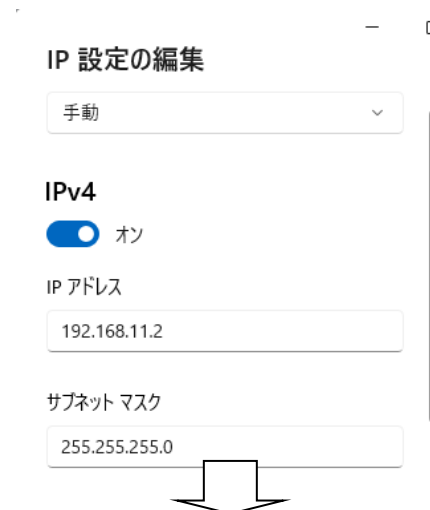 IP 設定の編集
手動
IPv4
オン
IP アドレス
192.168.11.2
サブネット マスク
255.255.255.0